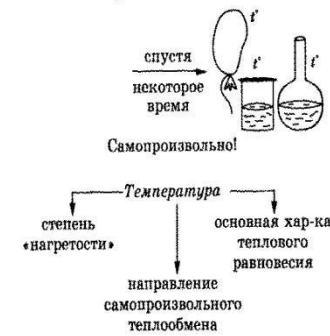 t°
t°
t°
спустя
некоторое
время
Самопроизвольно!
Температура
степень
«нагретости»
основная хар-ка
теплового
равновесия
направление
самопроизвольного
теплообмена